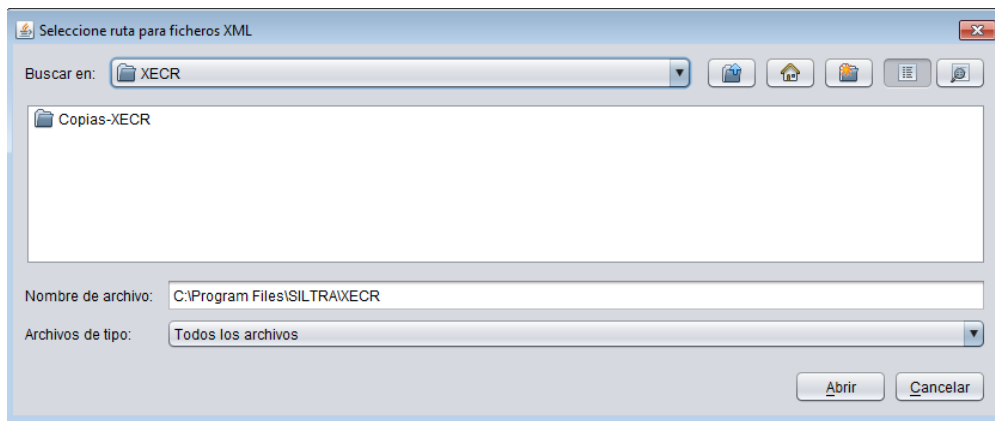 Seleccione ruta para ficheros XML
Buscar en: XECR
Copias-XECR
Nombre de archivo: C:\Program Files\SILTRA\XECR
Archivos de tipo: Todos los archivos
Abrir Cancelar